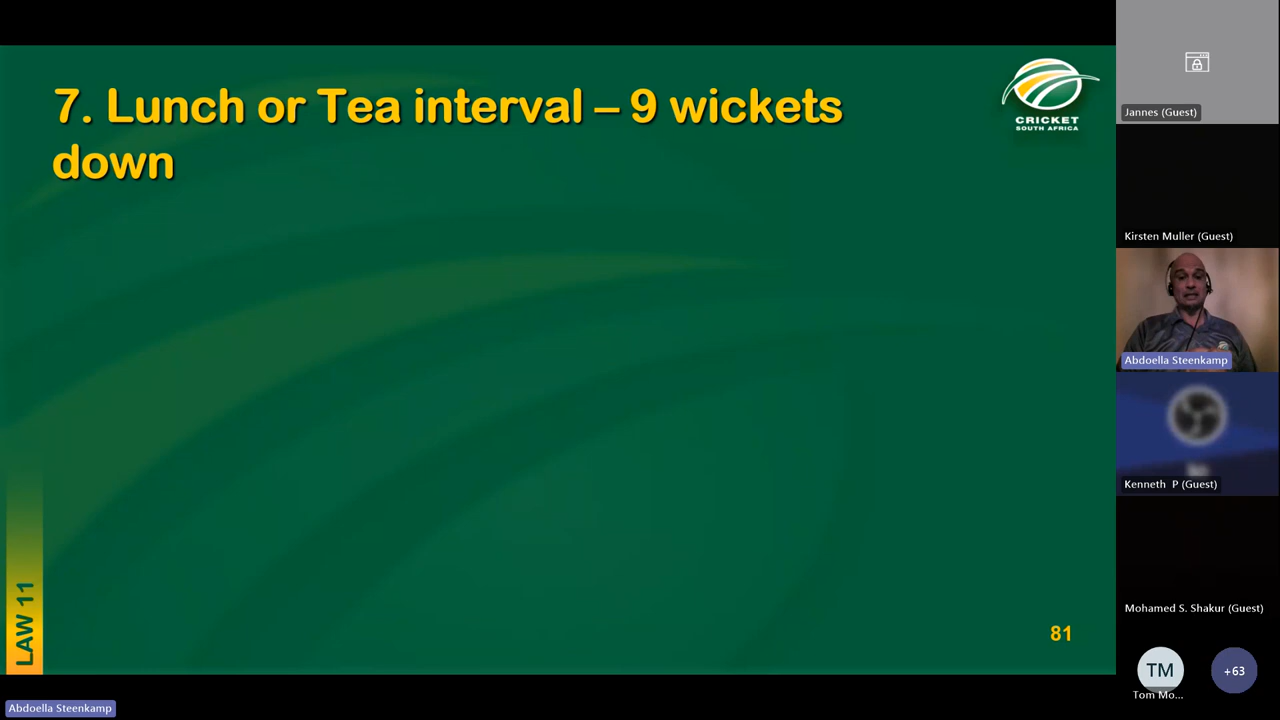 7. Lunch or Tea interval – 9 wickets
down
CRICKET
SOUTH AFRICA
LAW 11
81
Abdoella Steenkamp
Jannes (Guest)
Kirsten Muller (Guest)
Abdoella Steenkamp
Kenneth P (Guest)
Mohamed S. Shakur (Guest)
TM
Tom Mo...
+63